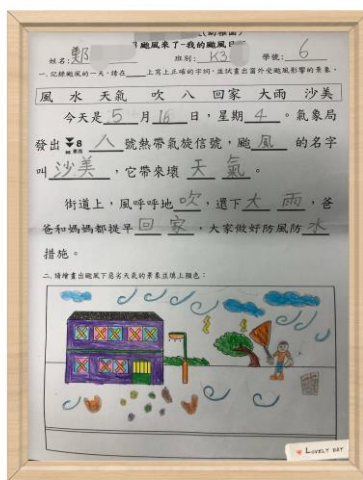 颱風來了-我的颱風日
姓名:鄭 班別:K3 學號:6
一.記錄颱風的一天,請在___上寫上正確的字詞,並試畫出窗外受颱風影響的景象。
風 水 天氣 吹 八 回家 大雨 沙美
今天是5月16日,星期4。氣象局
發出8八號熱帶氣旋信號,颱風的名字
叫沙美,它帶來壞天氣。
街道上,風呼呼地吹,還下大雨,爸
爸和媽媽都提早回家,大家做好防風防水
措施。
二.請繪畫出颱風下惡劣天氣的景象並填上顏色:
LOVELY DAY